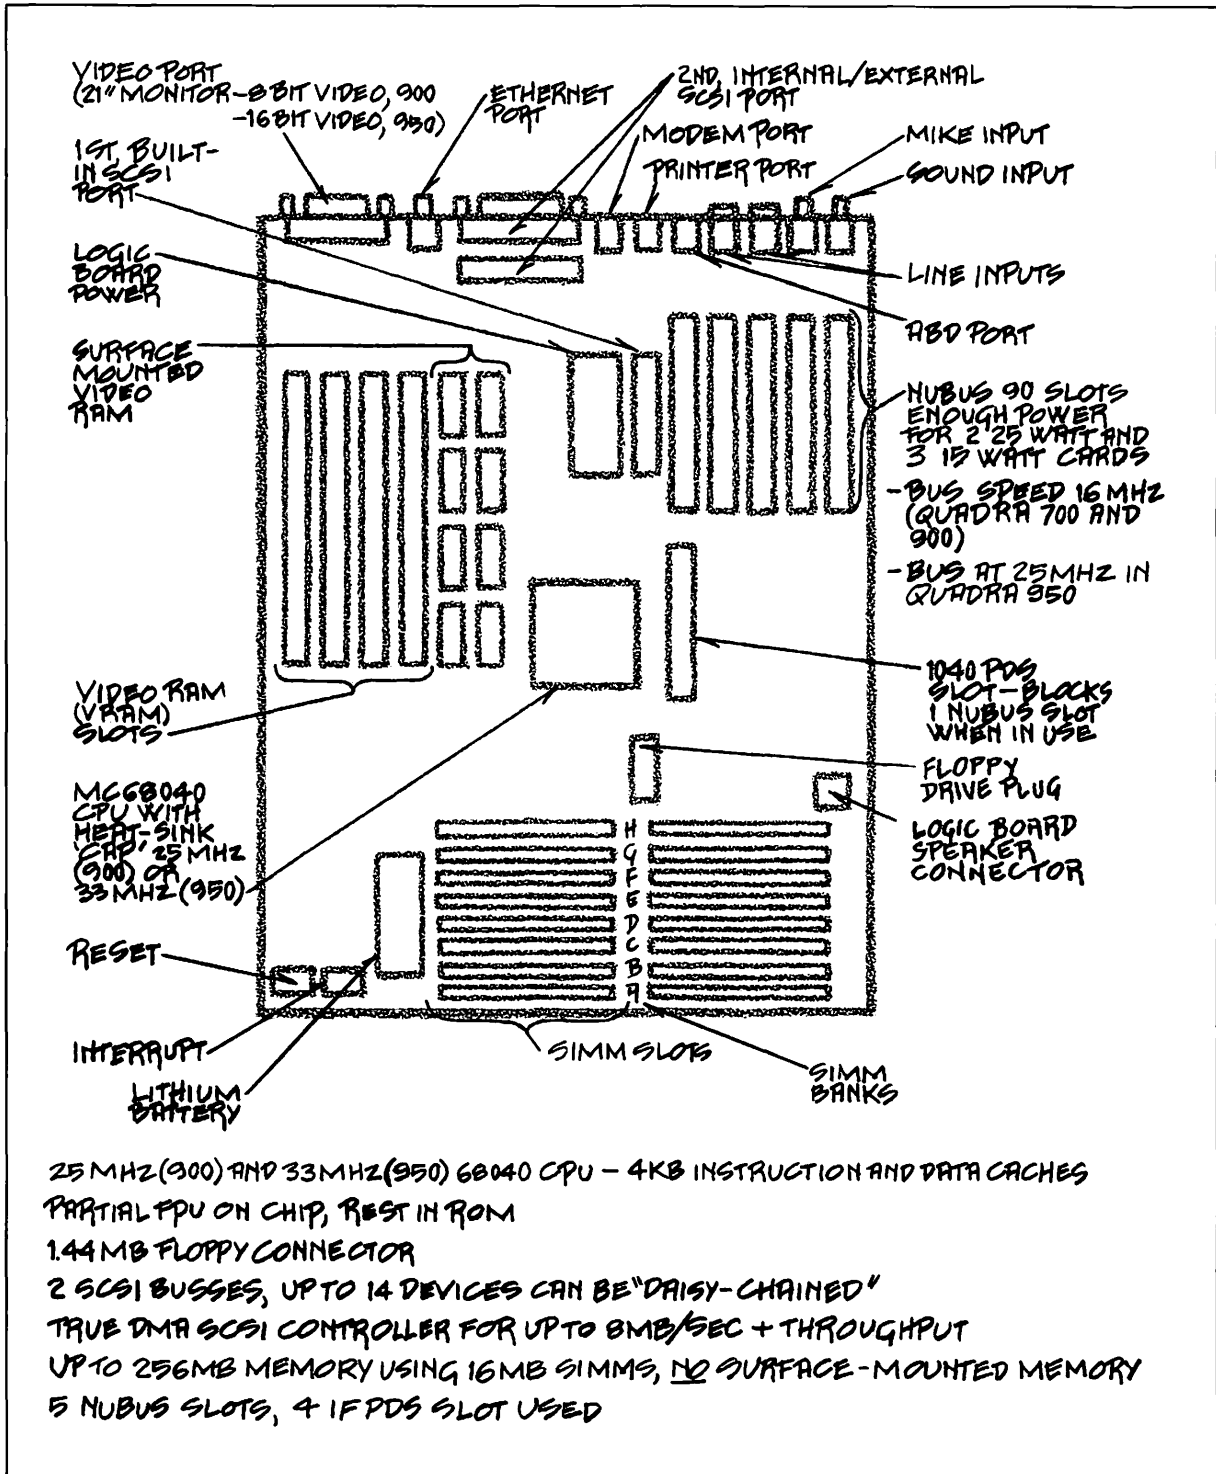 VIDEO PORT
(21" MONITOR-8 BIT VIDEO, 900
-16 BIT VIDEO, 950)
ETHERNET
PORT
2ND, INTERNAL/EXTERNAL
SCSI PORT
MODEM PORT
PRINTER PORT
MIKE INPUT
SOUND INPUT
1ST, BUILT-
IN SCSI
PORT
LOGIC
BOARD
POWER
LINE INPUTS
ABD PORT
SURFACE
MOUNTED
VIDEO
RAM
NUBUS 90 SLOTS
ENOUGH POWER
FOR 2 25 WATT AND
3 15 WATT CARDS
-BUS SPEED 16 MHZ
(QUADRA 700 AND
900)
-BUS AT 25MHZ IN
QUADRA 950
VIDEO RAM
(VRAM)
SLOTS
1040 PDS
SLOT-BLOCKS
1 NUBUS SLOT
WHEN IN USE
FLOPPY
DRIVE PLUG
MC68040
CPU WITH
HEAT-SINK
'CAP,' 25 MHZ
(900) OR
33 MHZ (950)
LOGIC BOARD
SPEAKER
CONNECTOR
H
G
F
E
D
C
B
A
RESET
INTERRUPT
LITHIUM
BATTERY
SIMM SLOTS
SIMM
BANKS
25 MHZ (900) AND 33MHZ (950) 68040 CPU - 4KB INSTRUCTION AND DATA CACHES
PARTIAL FPU ON CHIP, REST IN ROM
1.44 MB FLOPPY CONNECTOR
2 SCSI BUSSES, UP TO 14 DEVICES CAN BE "DAISY-CHAINED"
TRUE DMA SCSI CONTROLLER FOR UP TO 8MB/SEC + THROUGHPUT
UP TO 256MB MEMORY USING 16MB SIMMS, NO SURFACE-MOUNTED MEMORY
5 NUBUS SLOTS, 4 IF PDS SLOT USED